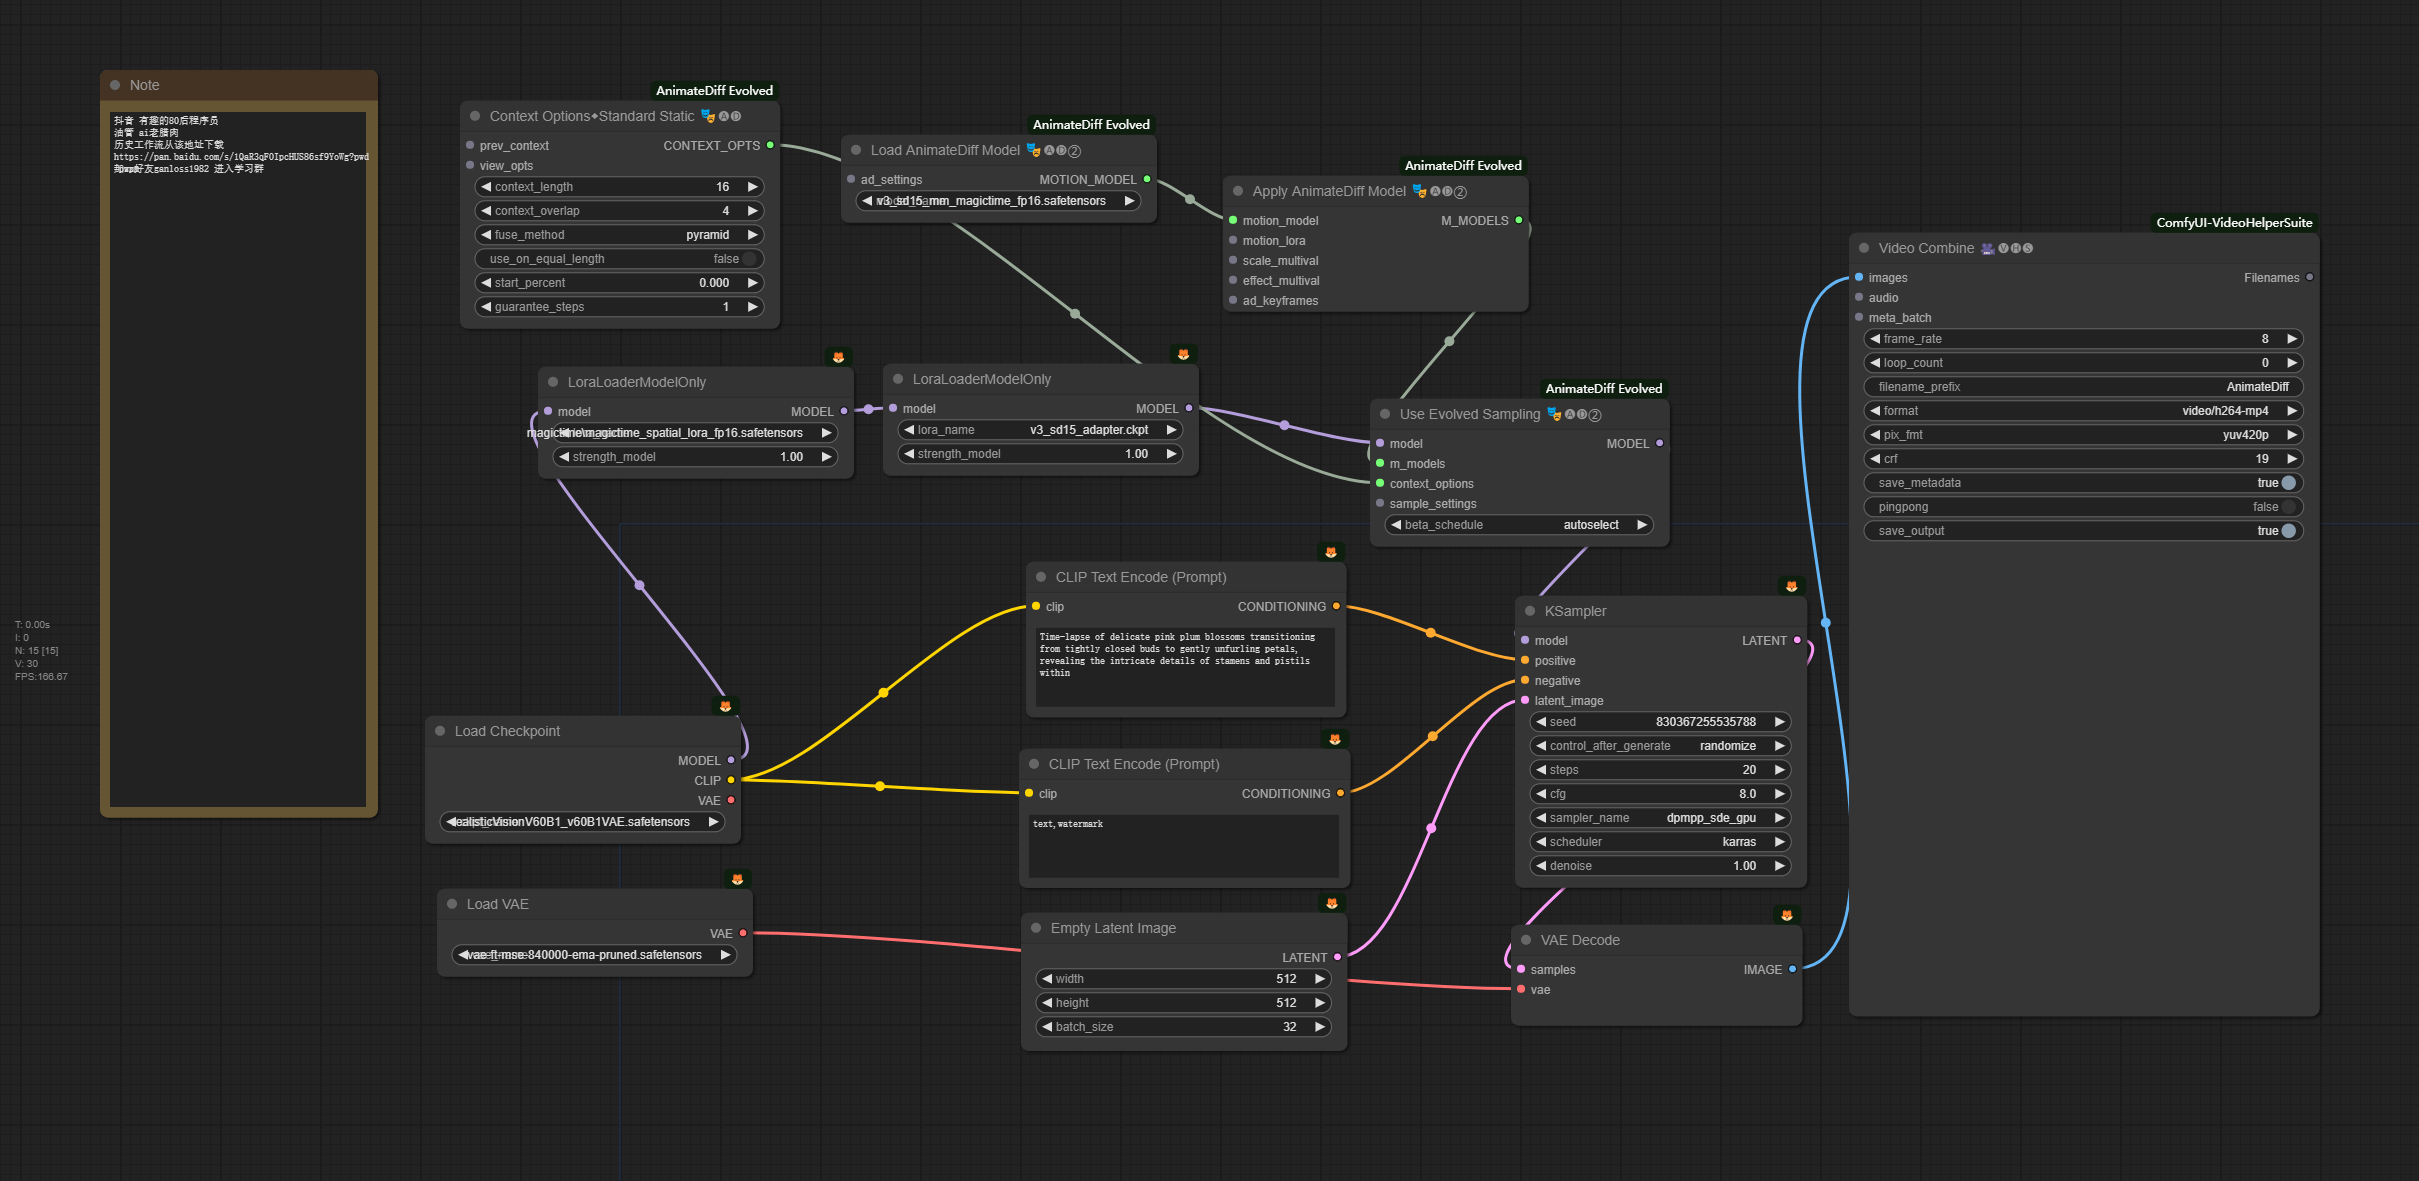 Note
抖音 有趣的80后程序员
油管 ai老腊肉
历史工作流从该地址下载
https://pan.baidu.com/s/1QaR3qF0IpcHUS86sf9YoWg?pwd
好友ganloss1982 进入学习群
T: 0.00s
I: 0
N: 15 [15]
V: 30
FPS:166.67
AnimateDiff Evolved
Context Options◆Standard Static 🎭🅐🅓
prev_context CONTEXT_OPTS
view_opts
context_length 16
context_overlap 4
fuse_method pyramid
use_on_equal_length false
start_percent 0.000
guarantee_steps 1
AnimateDiff Evolved
Load AnimateDiff Model 🎭🅐🅓②
ad_settings MOTION_MODEL
v3_sd15_mm_magictime_fp16.safetensors
AnimateDiff Evolved
Apply AnimateDiff Model 🎭🅐🅓②
motion_model M_MODELS
motion_lora
scale_multival
effect_multival
ad_keyframes
LoraLoaderModelOnly
model MODEL
magictime_spatial_lora_fp16.safetensors
strength_model 1.00
LoraLoaderModelOnly
model MODEL
lora_name v3_sd15_adapter.ckpt
strength_model 1.00
AnimateDiff Evolved
Use Evolved Sampling 🎭🅐🅓②
model MODEL
m_models
context_options
sample_settings
beta_schedule autoselect
Load Checkpoint
MODEL
CLIP
VAE
ealisticVisionV60B1_v60B1VAE.safetensors
Load VAE
VAE
vae-ft-mse-840000-ema-pruned.safetensors
CLIP Text Encode (Prompt)
clip CONDITIONING
Time-lapse of delicate pink plum blossoms transitioning
from tightly closed buds to gently unfurling petals,
revealing the intricate details of stamens and pistils
within
CLIP Text Encode (Prompt)
clip CONDITIONING
text,watermark
Empty Latent Image
LATENT
width 512
height 512
batch_size 32
KSampler
model LATENT
positive
negative
latent_image
seed 830367255535788
control_after_generate randomize
steps 20
cfg 8.0
sampler_name dpmpp_sde_gpu
scheduler karras
denoise 1.00
VAE Decode
samples IMAGE
vae
ComfyUI-VideoHelperSuite
Video Combine 🎥🅥🅗🅢
images Filenames
audio
meta_batch
frame_rate 8
loop_count 0
filename_prefix AnimateDiff
format video/h264-mp4
pix_fmt yuv420p
crf 19
save_metadata true
pingpong false
save_output true